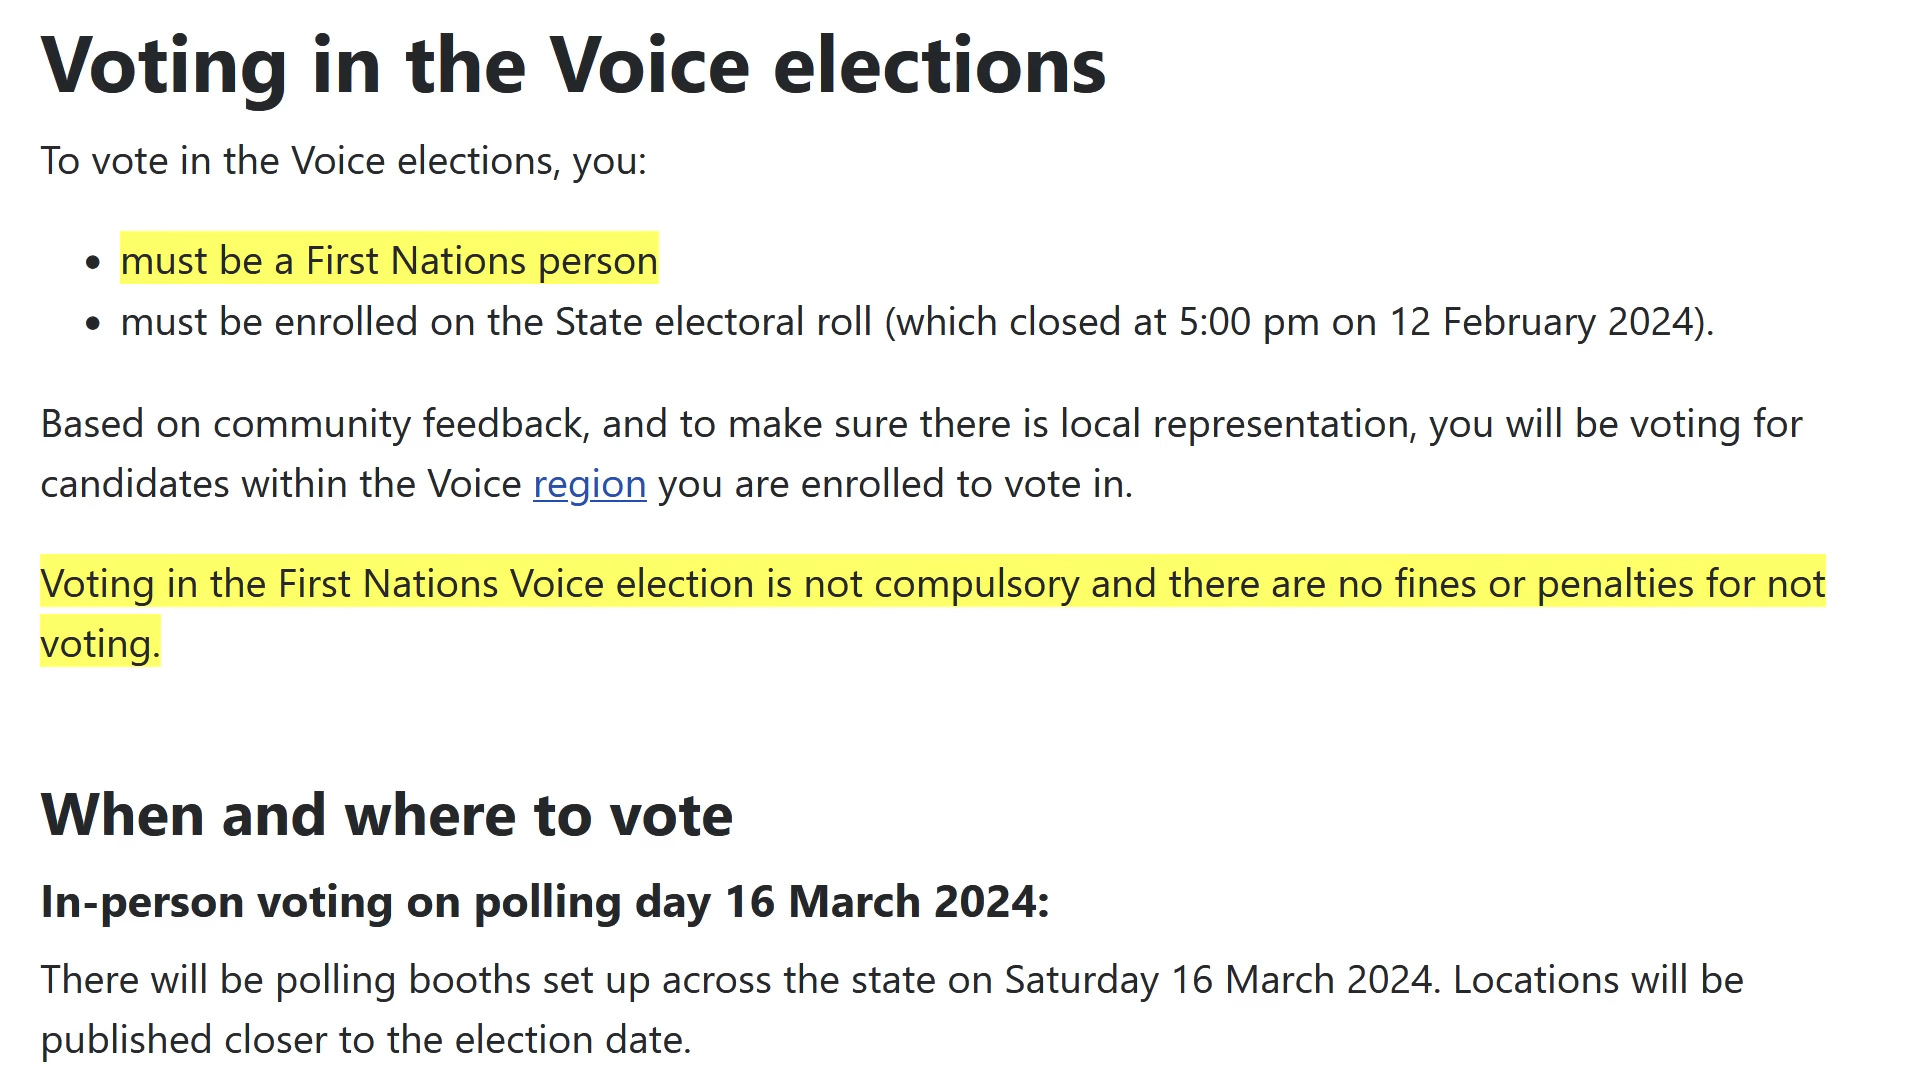 Voting in the Voice elections
To vote in the Voice elections, you:
• must be a First Nations person
• must be enrolled on the State electoral roll (which closed at 5:00 pm on 12 February 2024).
Based on community feedback, and to make sure there is local representation, you will be voting for
candidates within the Voice region you are enrolled to vote in.
Voting in the First Nations Voice election is not compulsory and there are no fines or penalties for not
voting.
When and where to vote
In-person voting on polling day 16 March 2024:
There will be polling booths set up across the state on Saturday 16 March 2024. Locations will be
published closer to the election date.